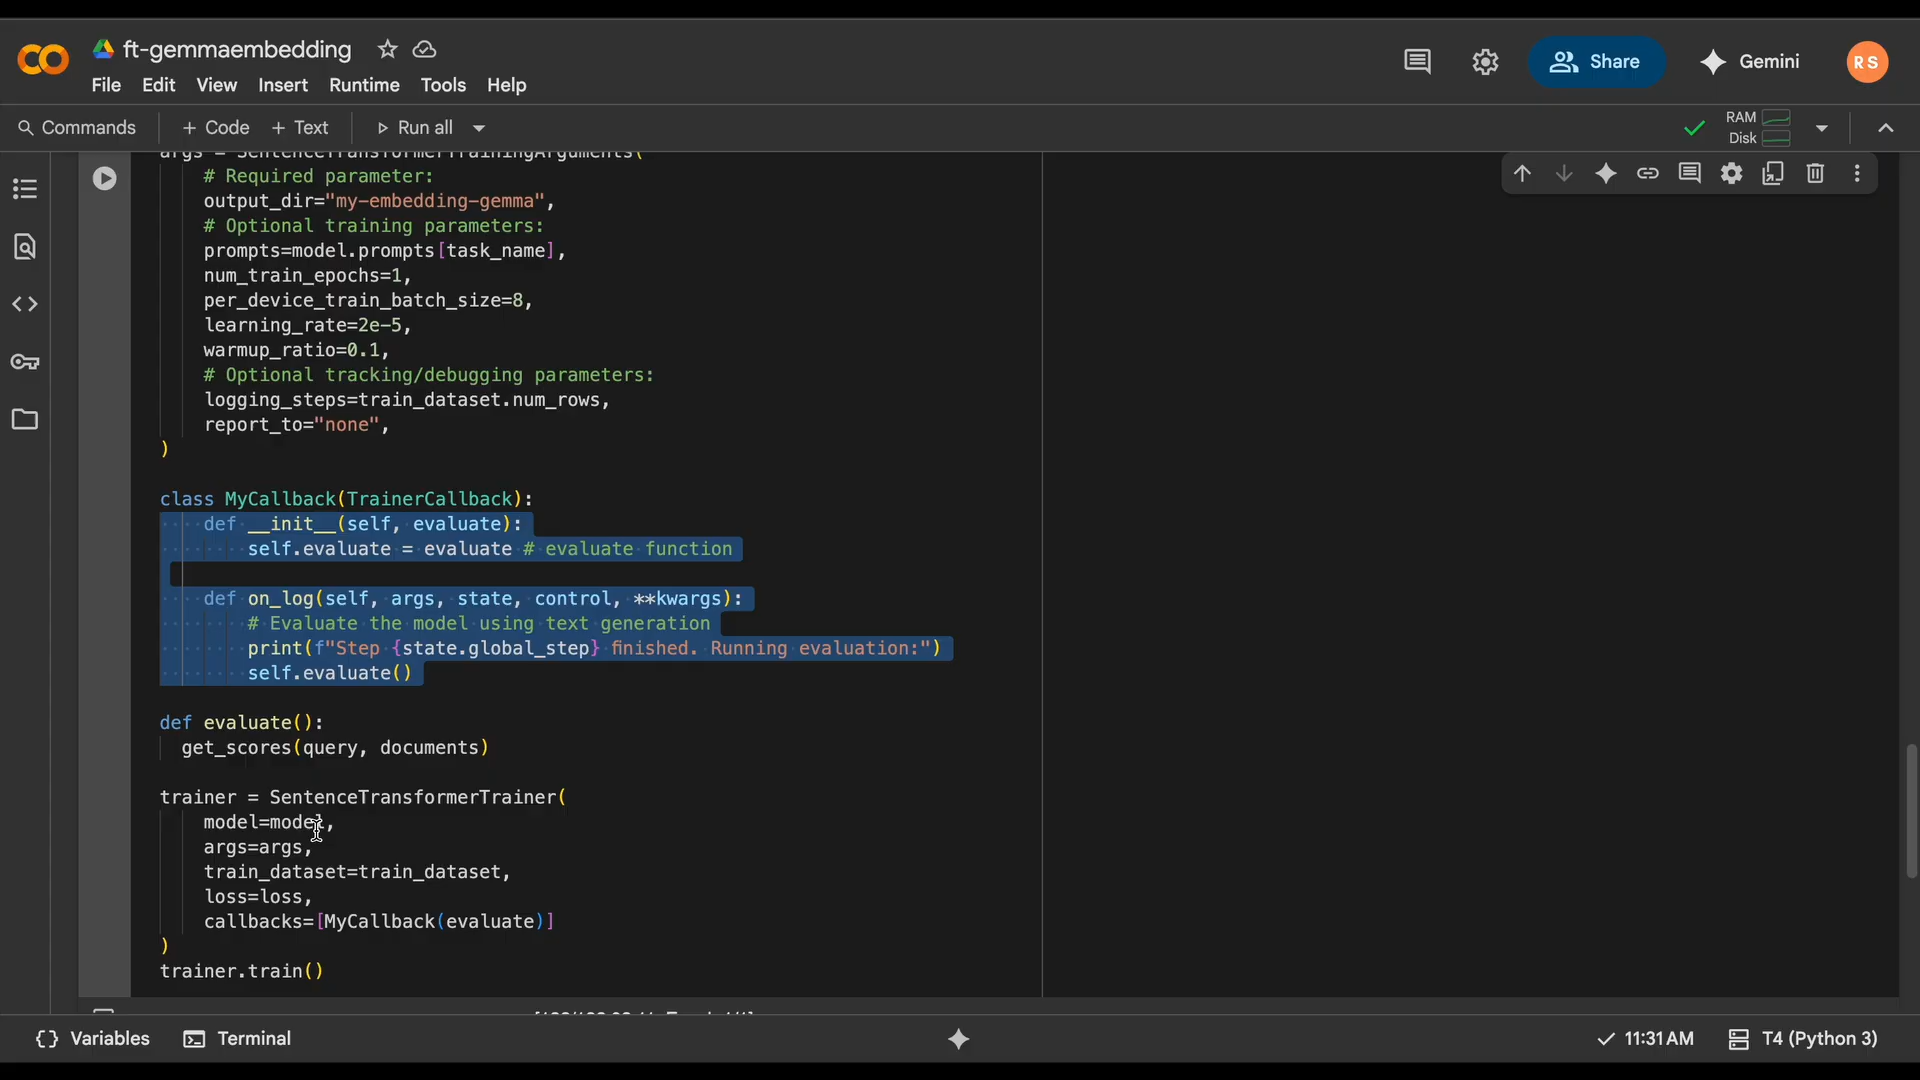 ft-gemmaembedding
File Edit View Insert Runtime Tools Help
Share
Gemini
RS
Commands
+ Code + Text
Run all
RAM
Disk
args = SentenceTransformerTrainingArguments(
    # Required parameter:
    output_dir="my-embedding-gemma",
    # Optional training parameters:
    prompts=model.prompts[task_name],
    num_train_epochs=1,
    per_device_train_batch_size=8,
    learning_rate=2e-5,
    warmup_ratio=0.1,
    # Optional tracking/debugging parameters:
    logging_steps=train_dataset.num_rows,
    report_to="none",
)
class MyCallback(TrainerCallback):
    def __init__(self, evaluate):
        self.evaluate = evaluate # evaluate function
    def on_log(self, args, state, control, **kwargs):
        # Evaluate the model using text generation
        print(f"Step {state.global_step} finished. Running evaluation:")
        self.evaluate()
def evaluate():
  get_scores(query, documents)
trainer = SentenceTransformerTrainer(
    model=model,
    args=args,
    train_dataset=train_dataset,
    loss=loss,
    callbacks=[MyCallback(evaluate)]
)
trainer.train()
Variables
Terminal
11:31 AM
T4 (Python 3)